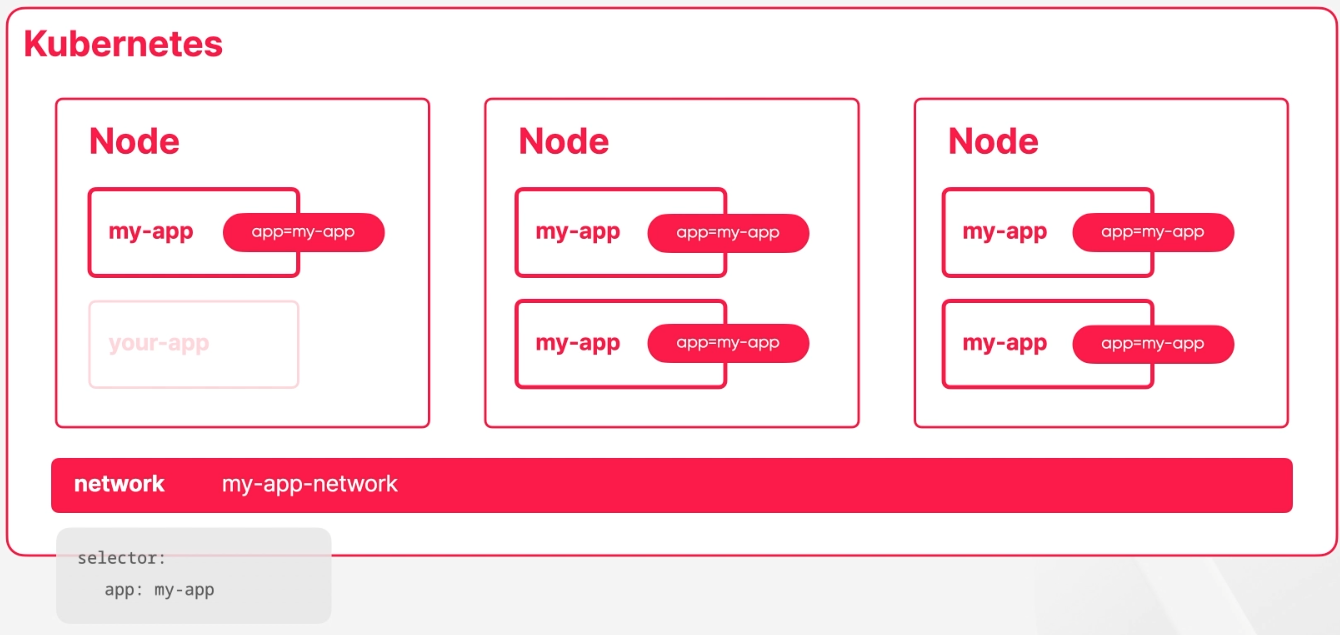 Kubernetes
Node
my-app app=my-app
your-app
Node
my-app app=my-app
my-app app=my-app
Node
my-app app=my-app
my-app app=my-app
network my-app-network
selector:
app: my-app